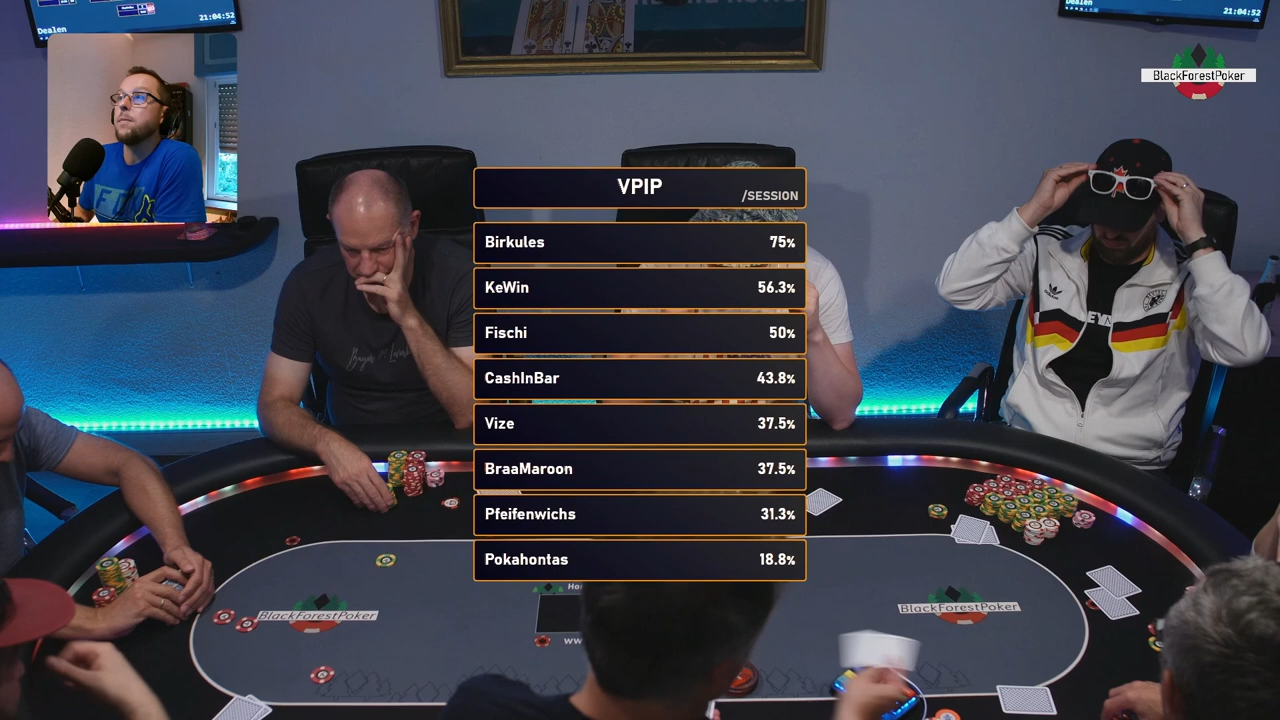 Dealen
21:04:52
21:04:52
BlackForestPoker
VPIP
/SESSION
Birkules 75%
KeWin 56.3%
Fischi 50%
CashInBar 43.8%
Vize 37.5%
BraaMaroon 37.5%
Pfeifenwichs 31.3%
Pokahontas 18.8%
BlackForestPoker
BlackForestPoker